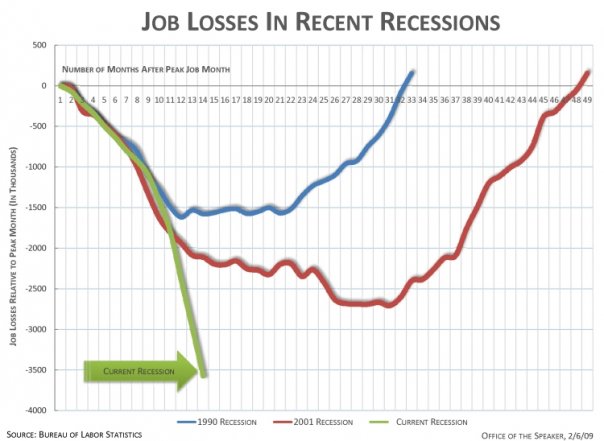 JOB LOSSES IN RECENT RECESSIONS
500
NUMBER OF MONTHS AFTER PEAK JOB MONTH
0
1 2 3 4 5 6 7 8 9 10 11 12 13 14 15 16 17 18 19 20 21 22 23 24 25 26 27 28 29 30 31 32 33 34 35 36 37 38 39 40 41 42 43 44 45 46 47 48 49
-500
-1000
-1500
-2000
-2500
-3000
-3500
-4000
JOB LOSSES RELATIVE TO PEAK MONTH (IN THOUSANDS)
CURRENT RECESSION
1990 RECESSION 2001 RECESSION CURRENT RECESSION
SOURCE: BUREAU OF LABOR STATISTICS OFFICE OF THE SPEAKER, 2/6/09